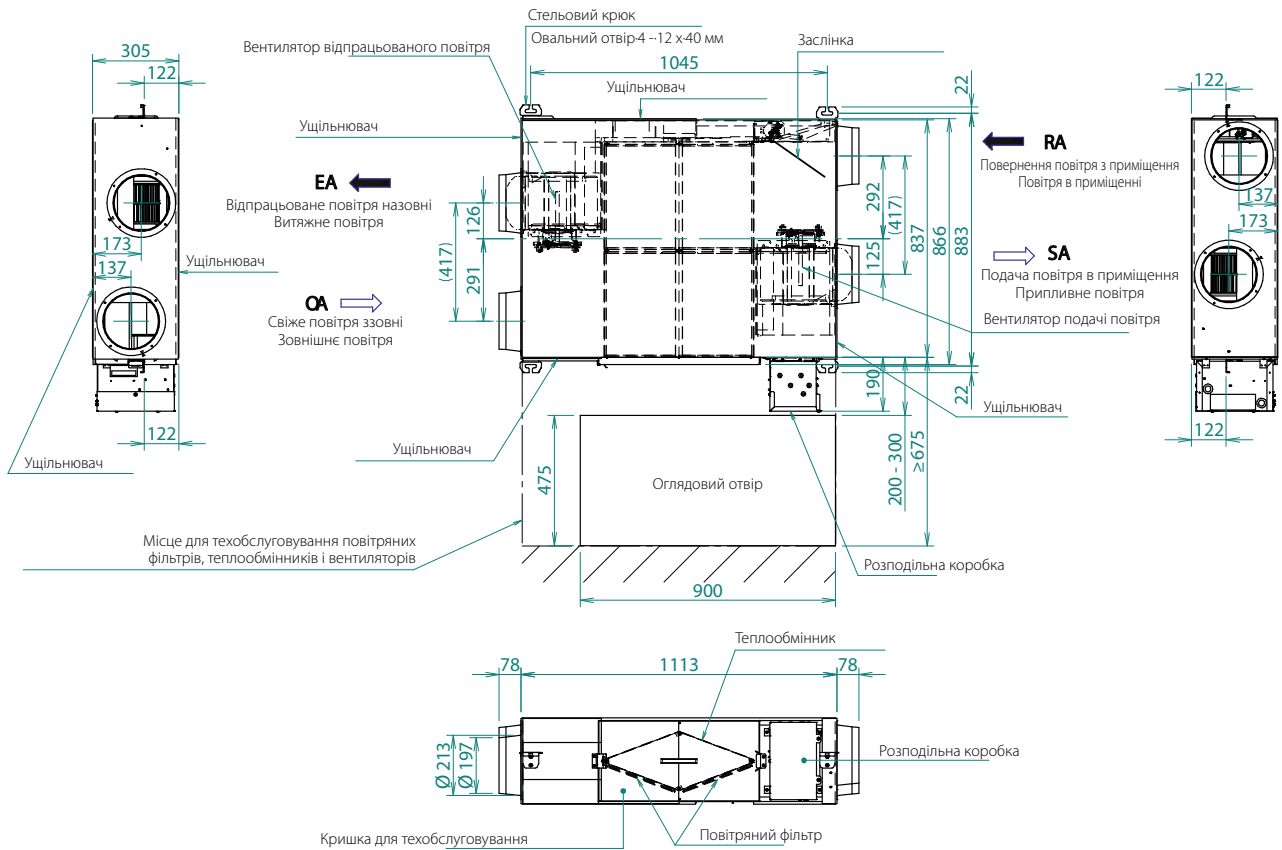 Стельовий крюк
Овальний отвір-4 --12 x-40 мм
Вентилятор відпрацьованого повітря
Заслінка
1045
305
122
Ущільнювач
Ущільнювач
22
122
EA
Відпрацьоване повітря назовні
Витяжне повітря
RA
Повернення повітря з приміщення
Повітря в приміщенні
126
(417)
291
292
(417)
125
837
866
883
137
173
173
137
Ущільнювач
OA
Свіже повітря ззовні
Зовнішнє повітря
SA
Подача повітря в приміщення
Припливне повітря
Вентилятор подачі повітря
190
22
Ущільнювач
122
122
Ущільнювач
Ущільнювач
475
Оглядовий отвір
200 - 300
≥675
Місце для техобслуговування повітряних
фільтрів, теплообмінників і вентиляторів
Розподільна коробка
900
Теплообмінник
78
1113
78
Ø 213
Ø 197
Розподільна коробка
Кришка для техобслуговування
Повітряний фільтр